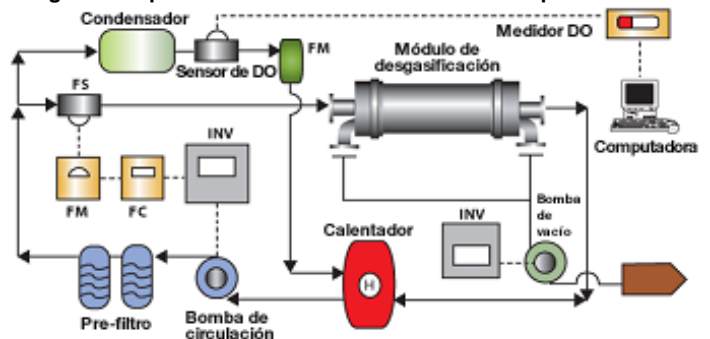 Condensador
Sensor de DO
FM
Medidor DO
Módulo de
desgasificación
FS
Computadora
INV
FM
FC
Calentador
INV
Bomba
de
vacío
H
Pre-filtro
Bomba de
circulación